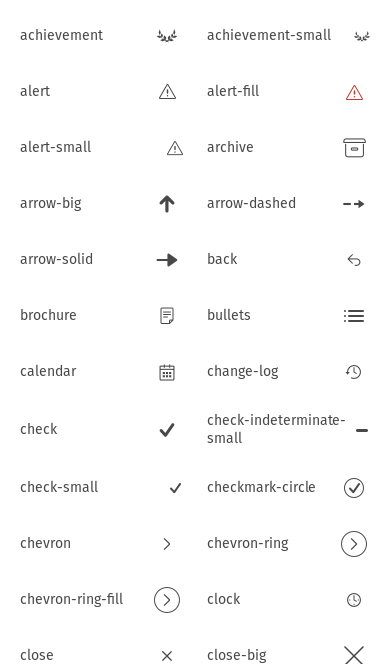 achievement
achievement-small
alert
alert-fill
alert-small
archive
arrow-big
arrow-dashed
arrow-solid
back
brochure
bullets
calendar
change-log
check
check-indeterminate-
small
check-small
checkmark-circle
chevron
chevron-ring
chevron-ring-fill
clock
close
close-big